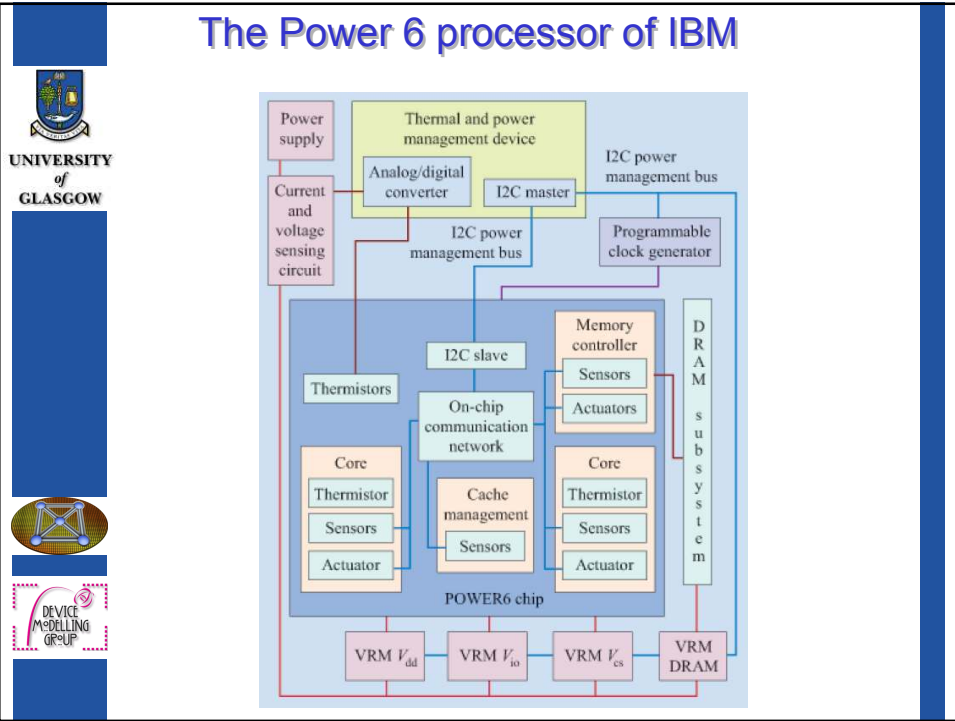 The Power 6 processor of IBM
UNIVERSITY
of
GLASGOW
Power
supply
Thermal and power
management device
Analog/digital
converter
I2C master
I2C power
management bus
Current
and
voltage
sensing
circuit
I2C power
management bus
Programmable
clock generator
Memory
controller
Sensors
Actuators
D
R
A
M
s
u
b
s
y
s
t
e
m
I2C slave
Thermistors
On-chip
communication
network
Core
Thermistor
Sensors
Actuator
Cache
management
Sensors
Core
Thermistor
Sensors
Actuator
POWER6 chip
DEVICE
MODELLING
GROUP
VRM Vdd
VRM Vio
VRM Vcs
VRM
DRAM